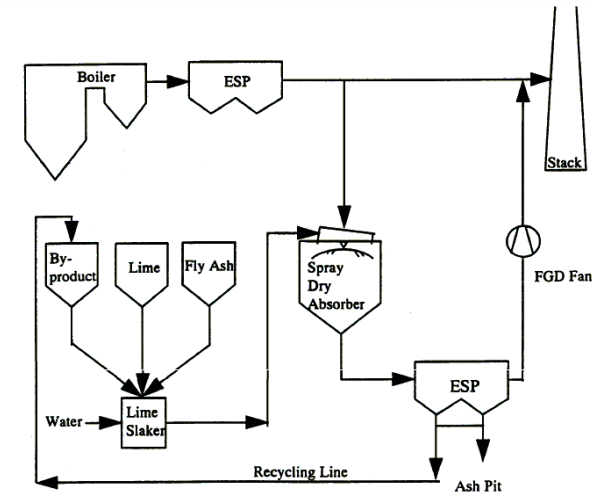 Boiler
ESP
Stack
By-
product
Lime
Fly Ash
Spray
Dry
Absorber
FGD Fan
ESP
Water
Lime
Slaker
Recycling Line
Ash Pit